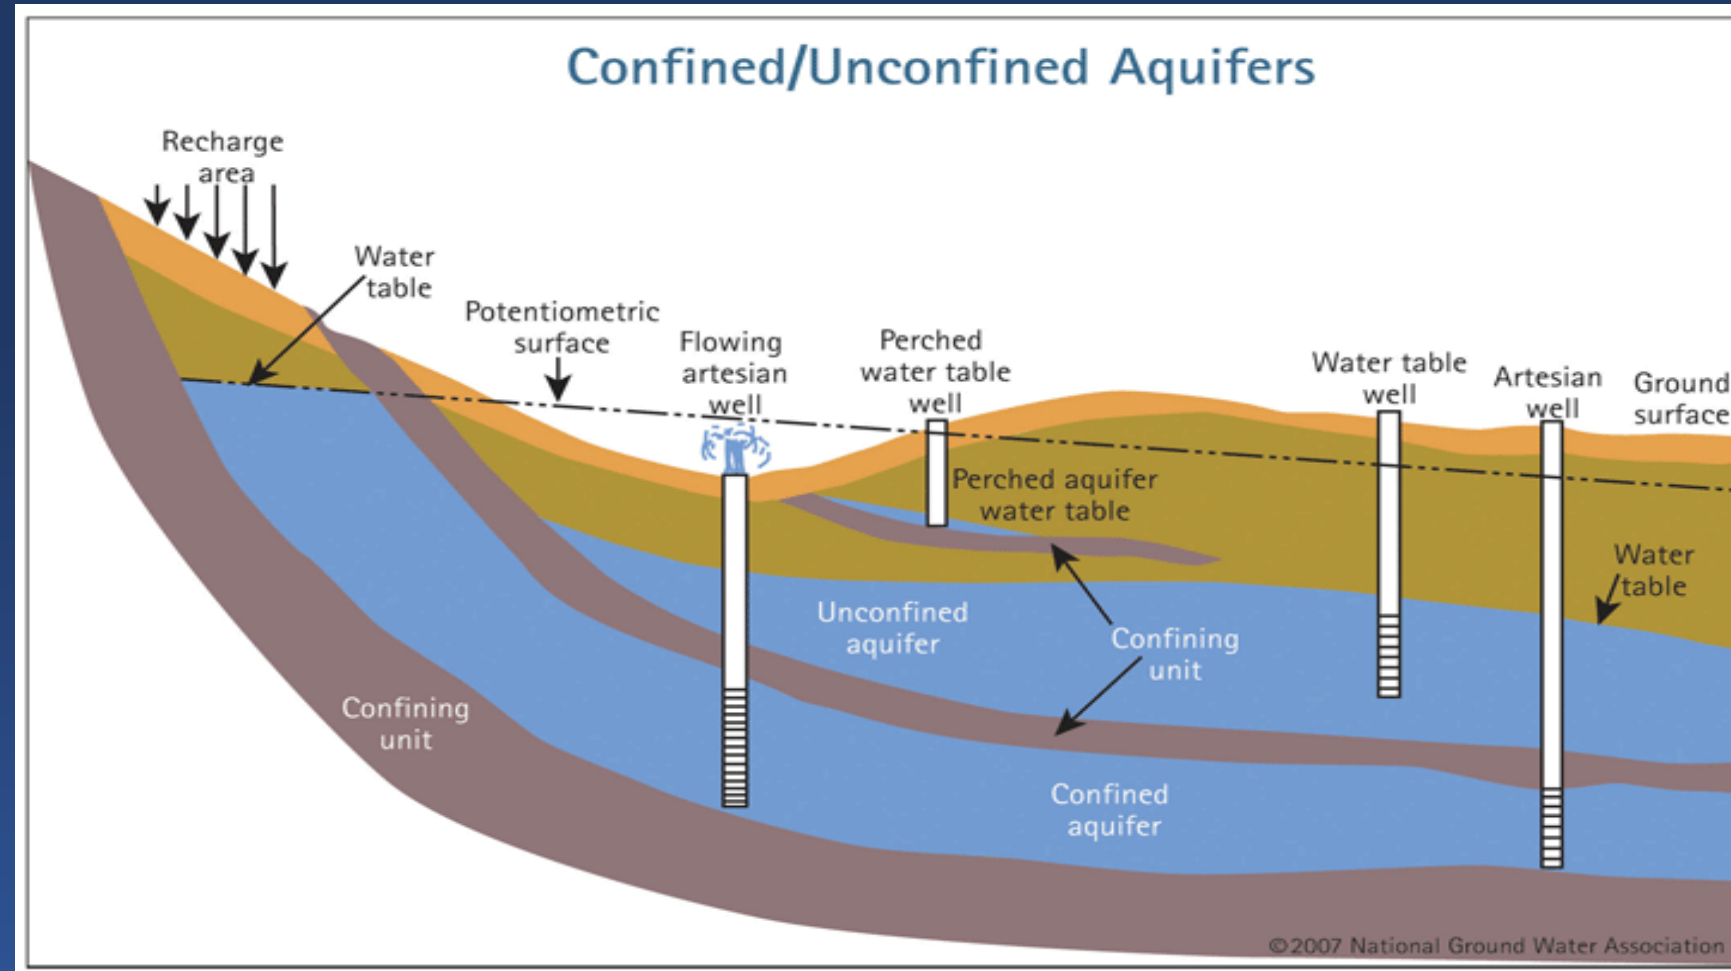 Confined/Unconfined Aquifers
Recharge
area
Water
table
Potentiometric
surface
Flowing
artesian
well
Perched
water table
well
Water table
well
Artesian
well
Ground
surface
Perched aquifer
water table
Water
table
Unconfined
aquifer
Confining
unit
Confining
unit
Confined
aquifer
©2007 National Ground Water Association